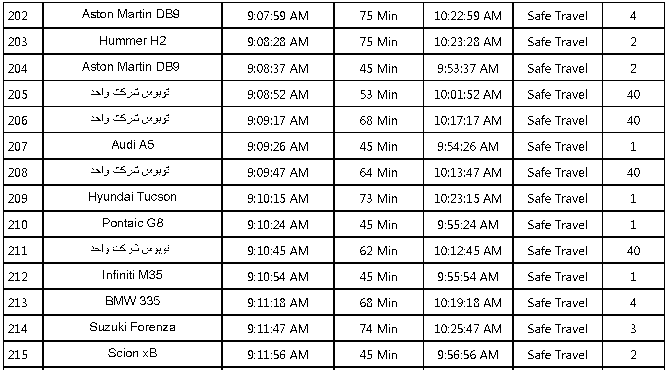 202 Aston Martin DB9 9:07:59 AM 75 Min 10:22:59 AM Safe Travel 4
203 Hummer H2 9:08:28 AM 75 Min 10:23:28 AM Safe Travel 2
204 Aston Martin DB9 9:08:37 AM 45 Min 9:53:37 AM Safe Travel 2
205 توبوس شرکت واحد 9:08:52 AM 53 Min 10:01:52 AM Safe Travel 40
206 توبوس شرکت واحد 9:09:17 AM 68 Min 10:17:17 AM Safe Travel 40
207 Audi A5 9:09:26 AM 45 Min 9:54:26 AM Safe Travel 1
208 توبوس شرکت واحد 9:09:47 AM 64 Min 10:13:47 AM Safe Travel 40
209 Hyundai Tucson 9:10:15 AM 73 Min 10:23:15 AM Safe Travel 1
210 Pontaic G8 9:10:24 AM 45 Min 9:55:24 AM Safe Travel 1
211 توبوس شرکت واحد 9:10:45 AM 62 Min 10:12:45 AM Safe Travel 40
212 Infiniti M35 9:10:54 AM 45 Min 9:55:54 AM Safe Travel 1
213 BMW 335 9:11:18 AM 68 Min 10:19:18 AM Safe Travel 4
214 Suzuki Forenza 9:11:47 AM 74 Min 10:25:47 AM Safe Travel 3
215 Scion xB 9:11:56 AM 45 Min 9:56:56 AM Safe Travel 2